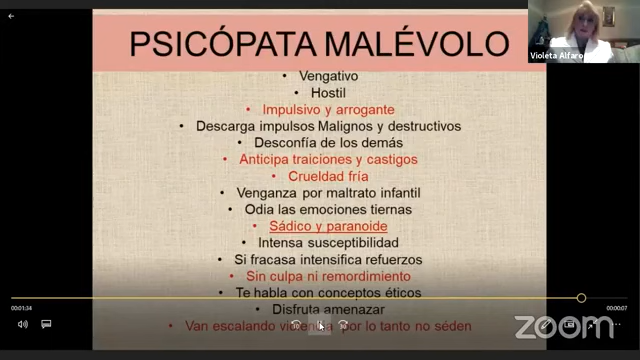 PSICÓPATA MALÉVOLO
Violeta Alfaro
• Vengativo
• Hostil
• Impulsivo y arrogante
• Descarga impulsos Malignos y destructivos
• Desconfía de los demás
• Anticipa traiciones y castigos
• Crueldad fría
• Venganza por maltrato infantil
• Odia las emociones tiernas
• Sádico y paranoide
• Intensa susceptibilidad
• Si fracasa intensifica refuerzos
• Sin culpa ni remordimiento
• Te habla con conceptos éticos
• Disfruta amenazar
• Van escalando violencia por lo tanto no séden
00:01:34
00:00:07
zoom